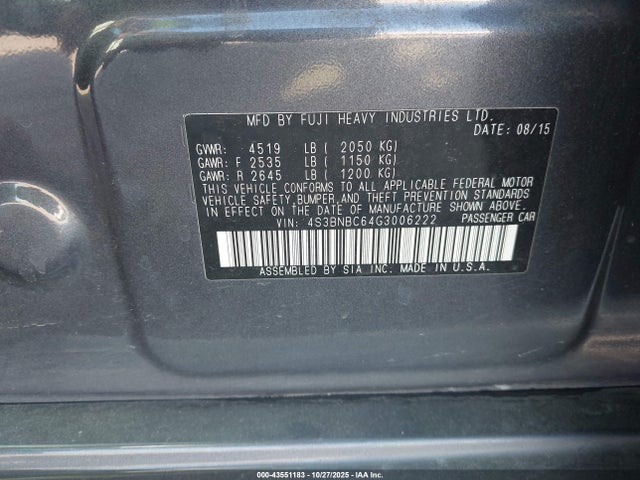 MFD BY FUJI HEAVY INDUSTRIES LTD.
DATE: 08/15
GVWR: 4519 LB ( 2050 KG)
GAWR: F 2535 LB ( 1150 KG)
GAWR: R 2645 LB ( 1200 KG)
THIS VEHICLE CONFORMS TO ALL APPLICABLE FEDERAL MOTOR
VEHICLE SAFETY, BUMPER, AND THEFT PREVENTION STANDARDS
IN EFFECT ON THE DATE OF MANUFACTURE SHOWN ABOVE.
VIN: 4S3BNBC64G3006222 PASSENGER CAR
ASSEMBLED BY SIA INC. MADE IN U.S.A.
000-43551183 - 10/27/2025 - IAA Inc.